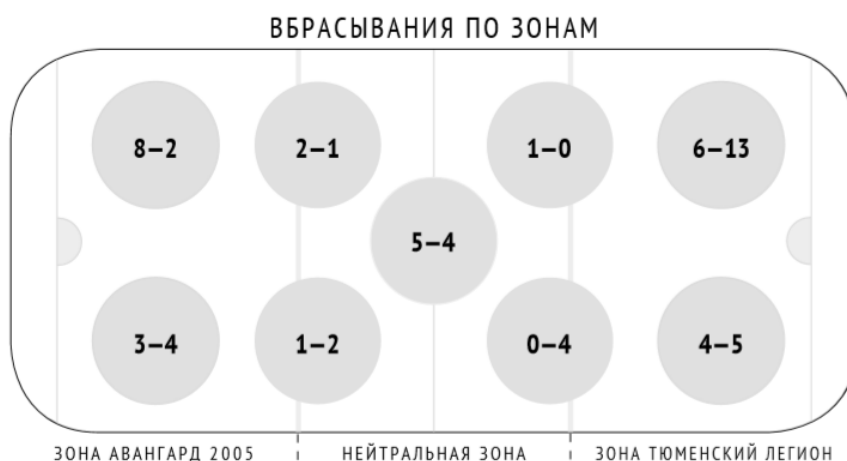 ВБРАСЫВАНИЯ ПО ЗОНАМ
8–2 2–1 1–0 6–13
5–4
3–4 1–2 0–4 4–5
ЗОНА АВАНГАРД 2005 НЕЙТРАЛЬНАЯ ЗОНА ЗОНА ТЮМЕНСКИЙ ЛЕГИОН